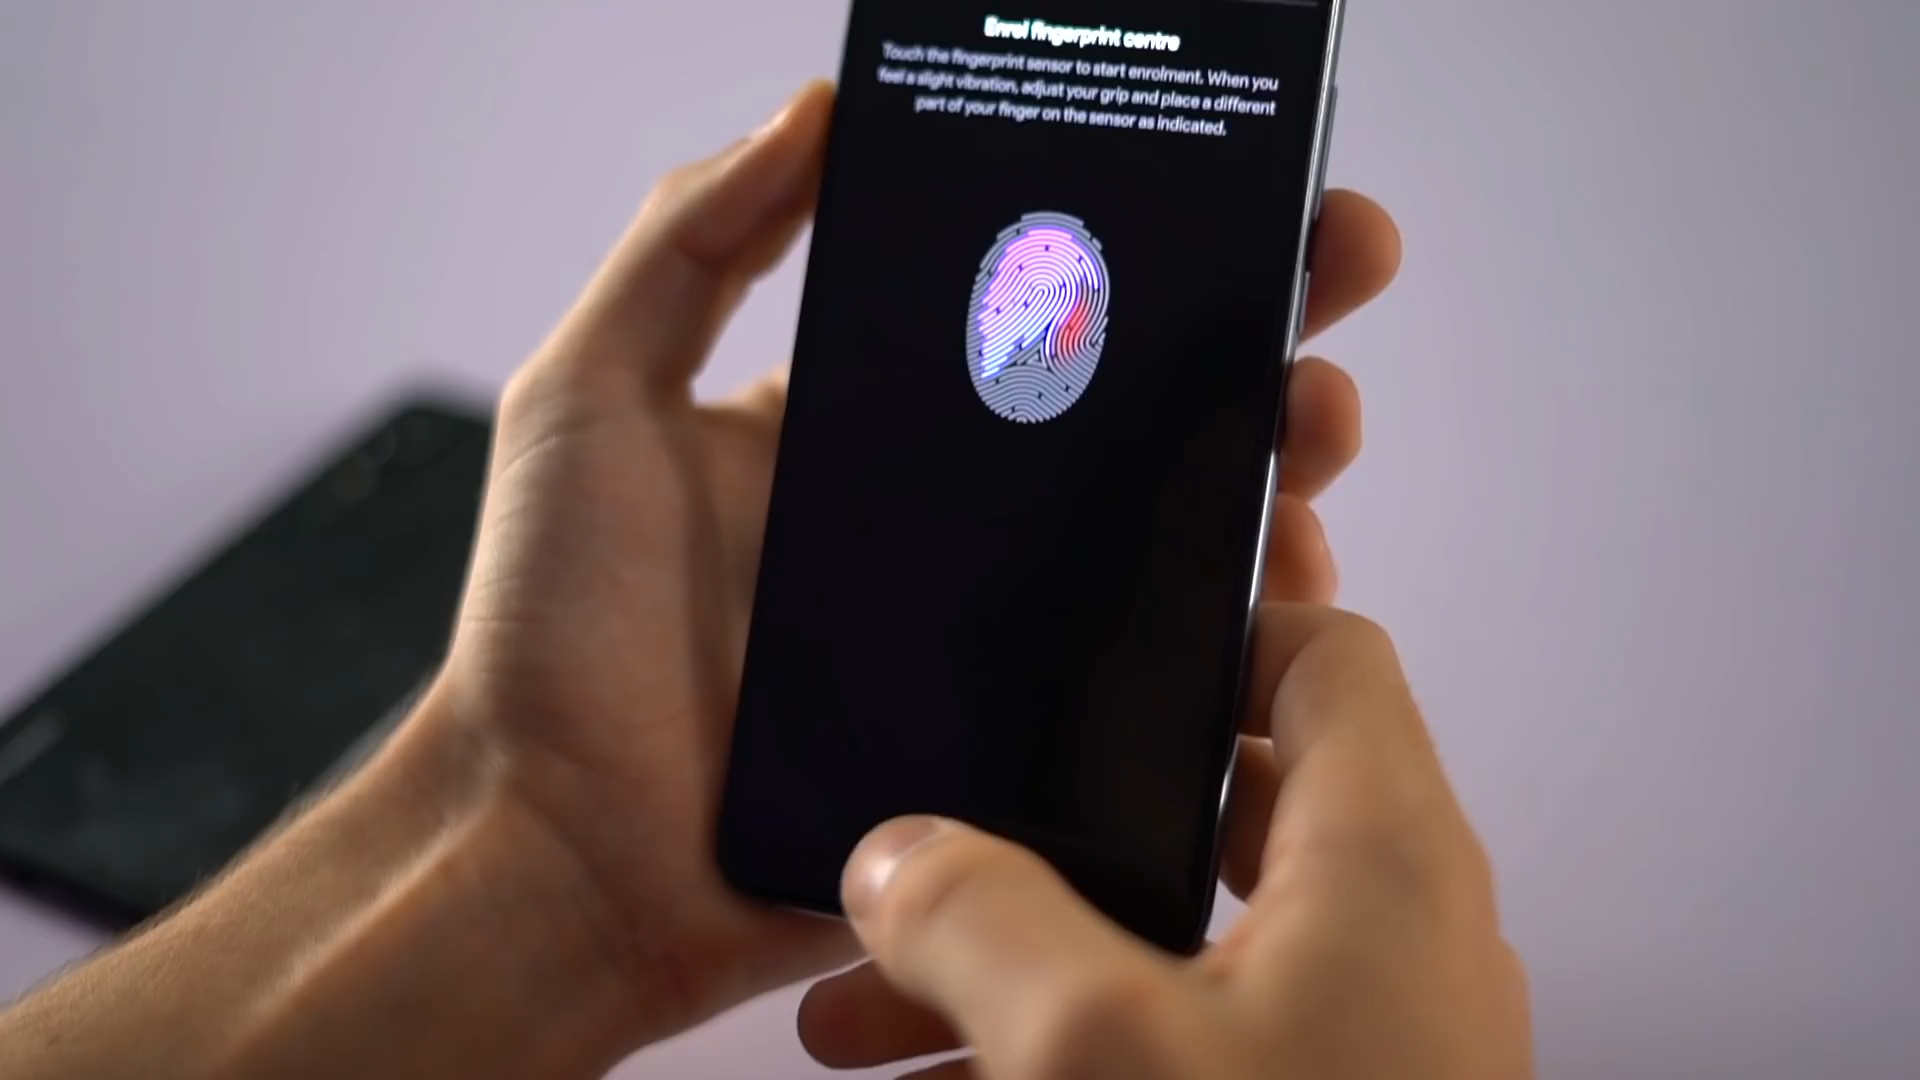 Enrol fingerprint centre
Touch the fingerprint sensor to start enrolment. When you
feel a slight vibration, adjust your grip and place a different
part of your finger on the sensor as indicated.